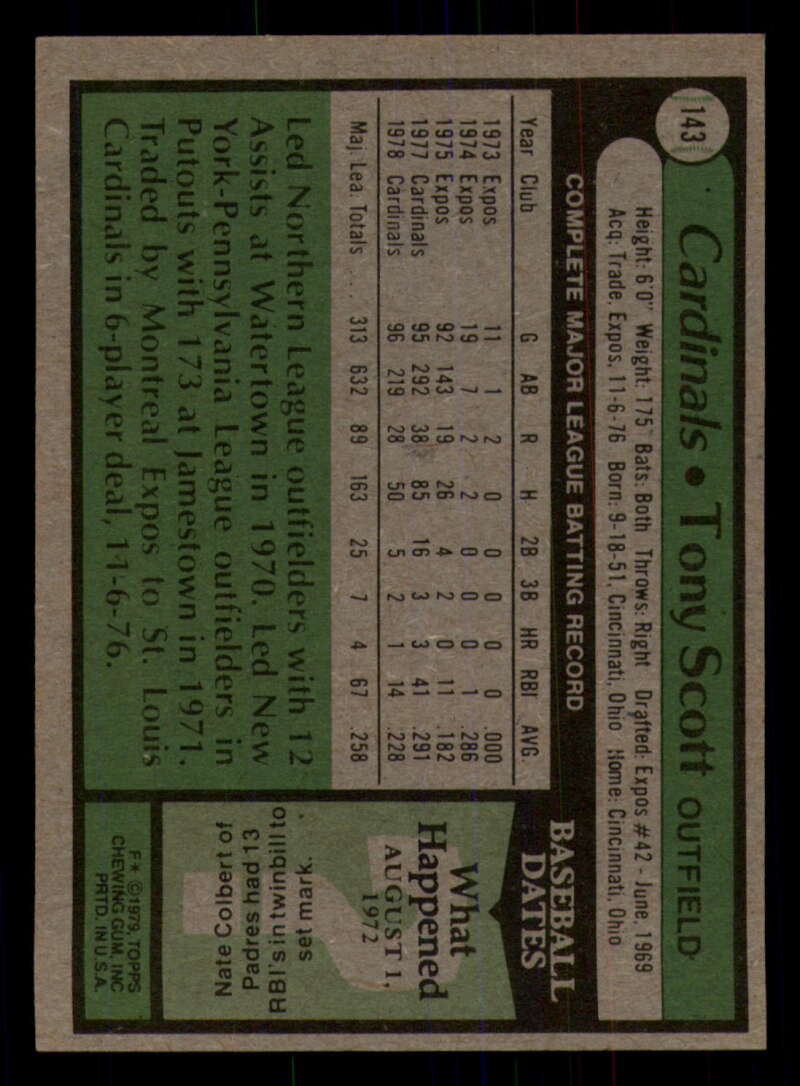 143
Cardinals • Tony Scott OUTFIELD
Height: 6'0" Weight: 175 Bats: Both Throws: Right Drafted: Expos #42 - June, 1969
Acq: Trade, Expos, 11-6-76 Born: 9-18-51, Cincinnati, Ohio Home: Cincinnati, Ohio
COMPLETE MAJOR LEAGUE BATTING RECORD
Year Club G AB R H 2B 3B HR RBI AVG.
1973 Expos 11 1 2 0 0 0 0 0 .000
1974 Expos 19 7 2 2 0 0 0 1 .286
1975 Expos 92 143 19 26 4 2 0 11 .182
1977 Cardinals 95 292 38 85 16 3 3 41 .291
1978 Cardinals 96 219 28 50 5 2 1 14 .228
Maj. Lea. Totals . . . 313 632 89 163 25 7 4 67 .258
Led Northern League outfielders with 12
Assists at Watertown in 1970. Led New
York-Pennsylvania League outfielders in
Putouts with 173 at Jamestown in 1971.
Traded by Montreal Expos to St. Louis
Cardinals in 6-player deal, 11-6-76.
BASEBALL
DATES
What
Happened
AUGUST 1,
1972
?
Nate Colbert of
Padres had 13
RBI's in twinbill to
set mark.
F* ©1979, TOPPS
CHEWING GUM, INC
PRTD. IN U.S.A.